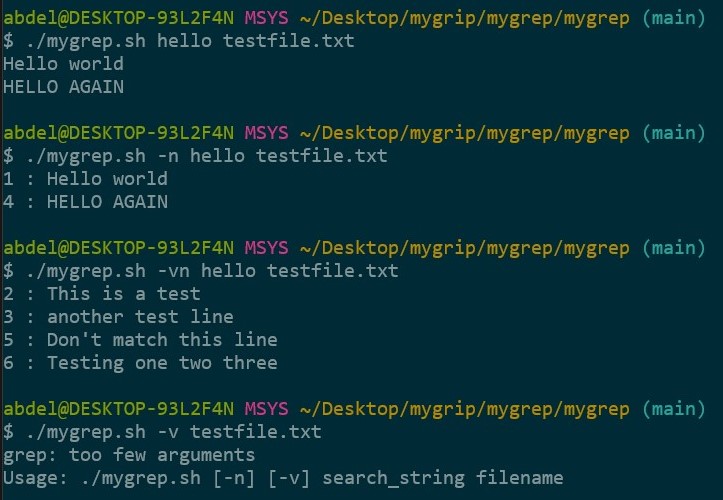 abdel@DESKTOP-93L2F4N MSYS ~/Desktop/mygrip/mygrep/mygrep (main)
$ ./mygrep.sh hello testfile.txt
Hello world
HELLO AGAIN
abdel@DESKTOP-93L2F4N MSYS ~/Desktop/mygrip/mygrep/mygrep (main)
$ ./mygrep.sh -n hello testfile.txt
1 : Hello world
4 : HELLO AGAIN
abdel@DESKTOP-93L2F4N MSYS ~/Desktop/mygrip/mygrep/mygrep (main)
$ ./mygrep.sh -vn hello testfile.txt
2 : This is a test
3 : another test line
5 : Don't match this line
6 : Testing one two three
abdel@DESKTOP-93L2F4N MSYS ~/Desktop/mygrip/mygrep/mygrep (main)
$ ./mygrep.sh -v testfile.txt
grep: too few arguments
Usage: ./mygrep.sh [-n] [-v] search_string filename